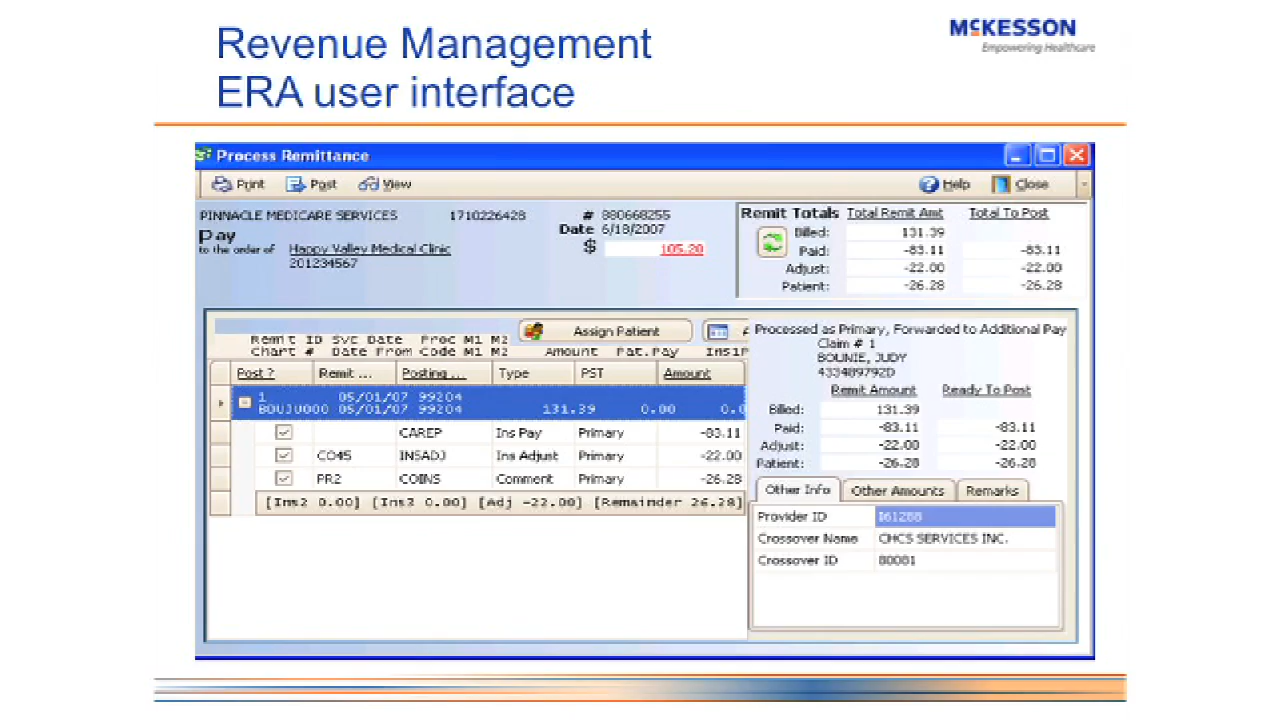 Revenue Management
ERA user interface
McKESSON
Empowering Healthcare
Process Remittance
Print Post View Help Close
PINNACLE MEDICARE SERVICES 1710226428 # 880668255
Date 6/18/2007
Pay $ 105.20
to the order of Happy Valley Medical Clinic
201234567
Remit Totals Total Remit Amt Total To Post
Billed: 131.39
Paid: -83.11 -83.11
Adjust: -22.00 -22.00
Patient: -26.28 -26.28
Assign Patient
Remit ID Svc Date Proc M1 M2
Chart # Date From Code M1 M2 Amount Pat.Pay
Post ? Remit ... Posting ... Type PST Amount
1 05/01/07 99204
BOUJU000 05/01/07 99204 131.39 0.00 0.0
CAREP Ins Pay Primary -83.11
CO45 INSADJ Ins Adjust Primary -22.00
PR2 COINS Comment Primary -26.28
[Ins2 0.00] [Ins3 0.00] [Adj -22.00] [Remainder 26.28]
Processed as Primary, Forwarded to Additional Pay
Claim # 1
BOUNIE, JUDY
433489792D
Remit Amount Ready To Post
Billed: 131.39
Paid: -83.11 -83.11
Adjust: -22.00 -22.00
Patient: -26.28 -26.28
Other Info Other Amounts Remarks
Provider ID I61288
Crossover Name CHCS SERVICES INC.
Crossover ID 80081